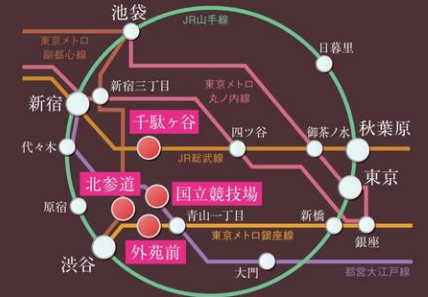 池袋
JR山手線
東京メトロ
副都心線
日暮里
新宿三丁目
東京メトロ
丸ノ内線
新宿
千駄ヶ谷
四ツ谷
御茶ノ水
秋葉原
代々木
JR総武線
北参道
国立競技場
東京
原宿
青山一丁目
新橋
東京メトロ銀座線
銀座
外苑前
渋谷
大門
都営大江戸線